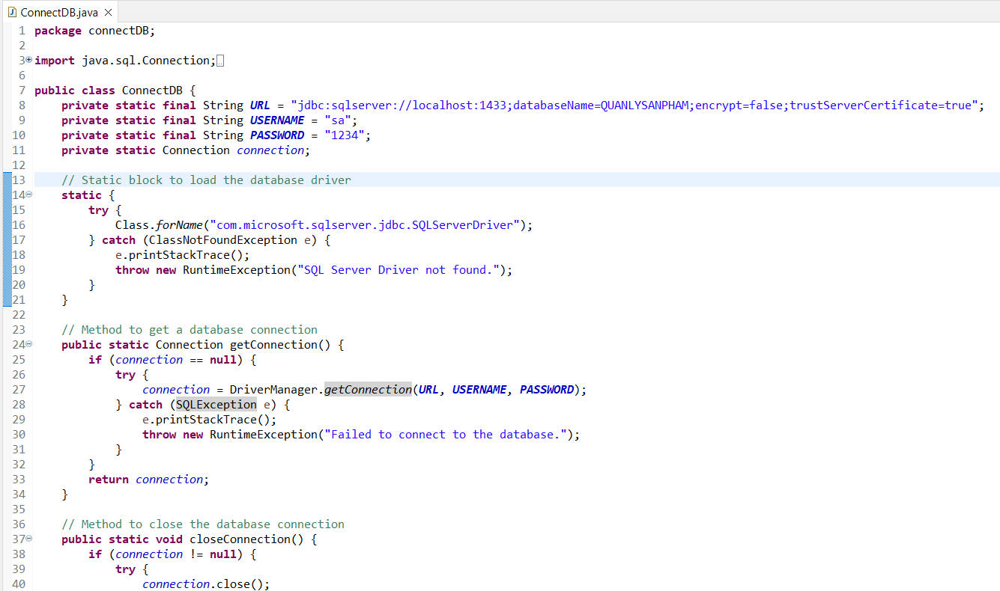 ConnectDB.java
1 package connectDB;
2
3 import java.sql.Connection;
6
7 public class ConnectDB {
8     private static final String URL = "jdbc:sqlserver://localhost:1433;databaseName=QUANLYSANPHAM;encrypt=false;trustServerCertificate=true";
9     private static final String USERNAME = "sa";
10     private static final String PASSWORD = "1234";
11     private static Connection connection;
12
13     // Static block to load the database driver
14     static {
15         try {
16             Class.forName("com.microsoft.sqlserver.jdbc.SQLServerDriver");
17         } catch (ClassNotFoundException e) {
18             e.printStackTrace();
19             throw new RuntimeException("SQL Server Driver not found.");
20         }
21     }
22
23     // Method to get a database connection
24     public static Connection getConnection() {
25         if (connection == null) {
26             try {
27                 connection = DriverManager.getConnection(URL, USERNAME, PASSWORD);
28             } catch (SQLException e) {
29                 e.printStackTrace();
30                 throw new RuntimeException("Failed to connect to the database.");
31             }
32         }
33         return connection;
34     }
35
36     // Method to close the database connection
37     public static void closeConnection() {
38         if (connection != null) {
39             try {
40                 connection.close();